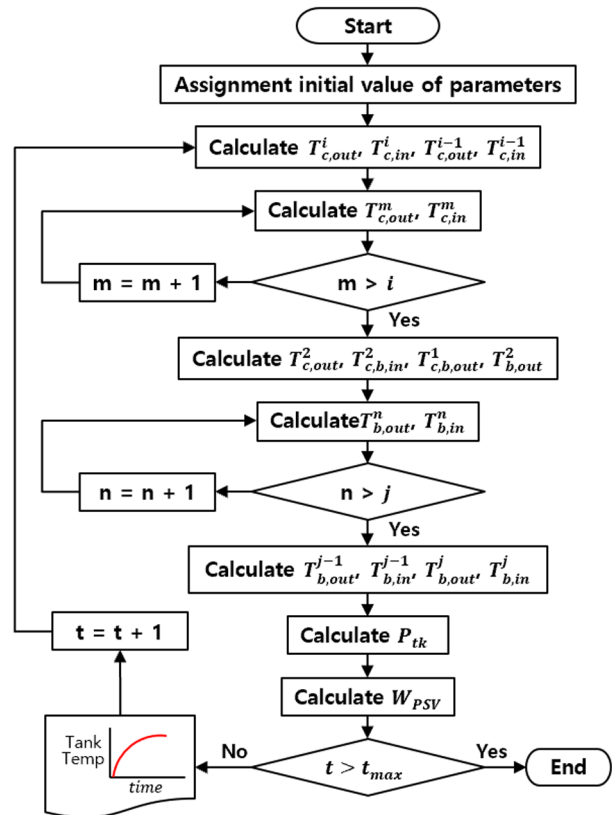 Start
Assignment initial value of parameters
Calculate T^i_{c,out}, T^i_{c,in}, T^{i-1}_{c,out}, T^{i-1}_{c,in}
Calculate T^m_{c,out}, T^m_{c,in}
m = m + 1
m > i
Yes
Calculate T^2_{c,out}, T^2_{c,b,in}, T^1_{c,b,out}, T^2_{b,out}
CalculateT^n_{b,out}, T^n_{b,in}
n = n + 1
n > j
Yes
Calculate T^{j-1}_{b,out}, T^{j-1}_{b,in}, T^j_{b,out}, T^j_{b,in}
t = t + 1
Calculate P_{tk}
Calculate W_{PSV}
Tank
Temp
time
No
t > t_{max}
Yes
End